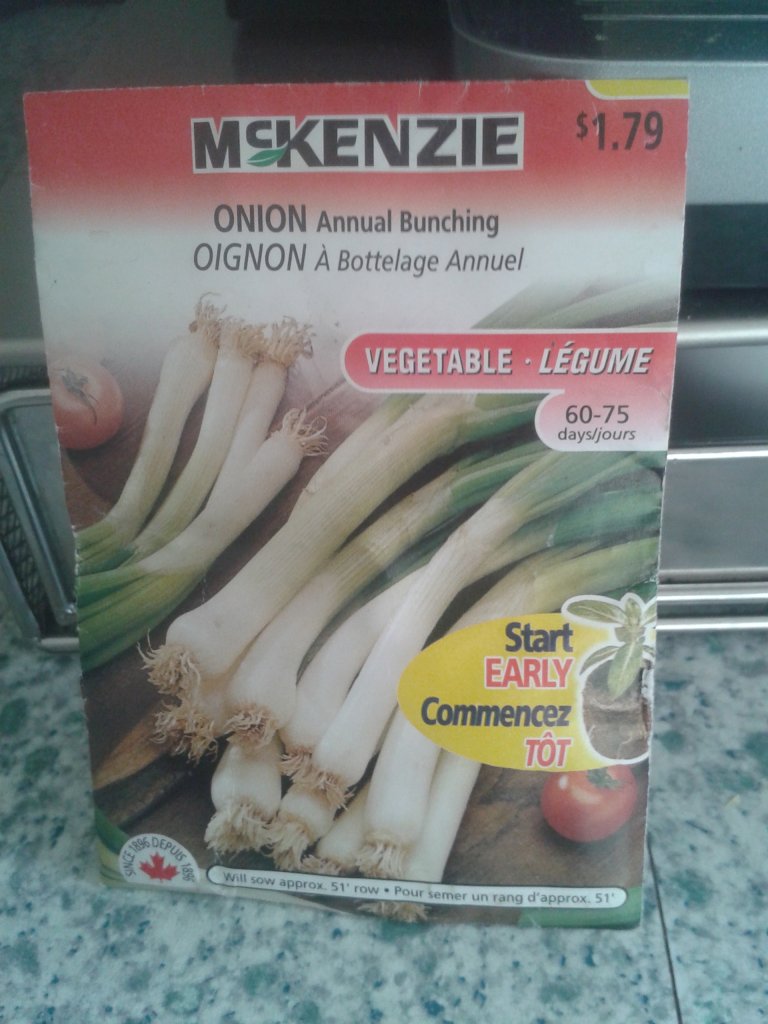 McKENZIE
$1.79
ONION Annual Bunching
OIGNON À Bottelage Annuel
VEGETABLE · LÉGUME
60-75
days/jours
Start
EARLY
Commencez
TÔT
SINCE 1896 DEPUIS 1896
Will sow approx. 51' row • Pour semer un rang d'approx. 51'